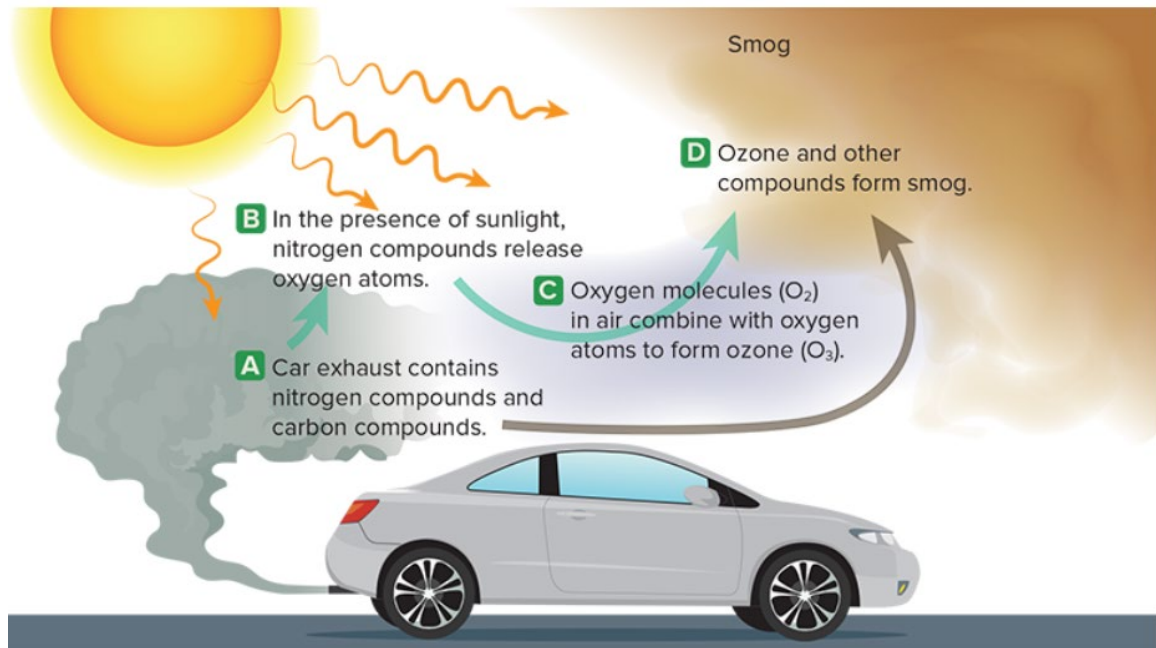 Smog
D Ozone and other
compounds form smog.
B In the presence of sunlight,
nitrogen compounds release
oxygen atoms.
C Oxygen molecules (O₂)
in air combine with oxygen
atoms to form ozone (O₃).
A Car exhaust contains
nitrogen compounds and
carbon compounds.